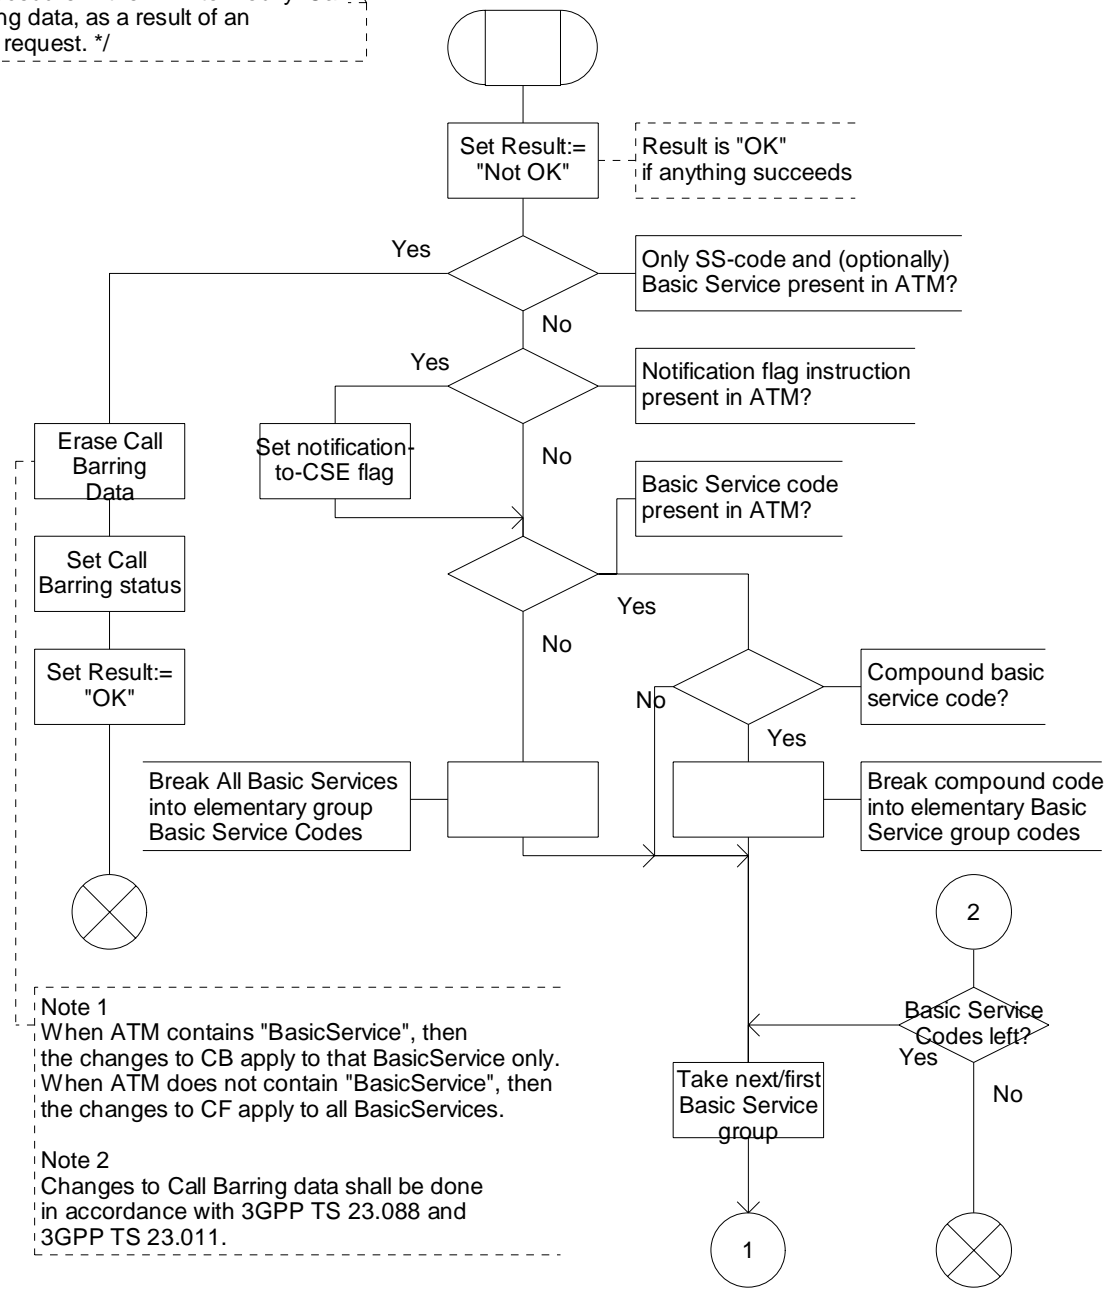 ng data, as a result of an
request. */
Set Result:=
"Not OK"
Result is "OK"
if anything succeeds
Yes
Only SS-code and (optionally)
Basic Service present in ATM?
No
Yes
Notification flag instruction
present in ATM?
Erase Call
Barring
Data
Set notification-
to-CSE flag
No
Basic Service code
present in ATM?
Set Call
Barring status
Yes
No
Set Result:=
"OK"
Compound basic
service code?
No
Yes
Break All Basic Services
into elementary group
Basic Service Codes
Break compound code
into elementary Basic
Service group codes
2
Note 1
When ATM contains "BasicService", then
the changes to CB apply to that BasicService only.
When ATM does not contain "BasicService", then
the changes to CF apply to all BasicServices.
Basic Service
Codes left?
Yes
No
Take next/first
Basic Service
group
Note 2
Changes to Call Barring data shall be done
in accordance with 3GPP TS 23.088 and
3GPP TS 23.011.
1